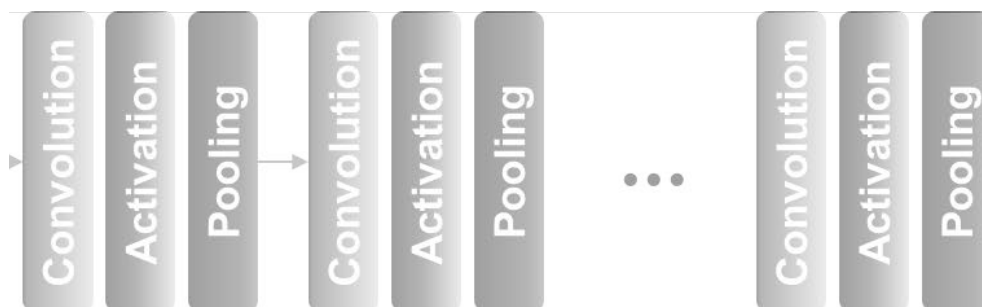 Convolution
Activation
Pooling
Convolution
Activation
Pooling
Convolution
Activation
Pooling